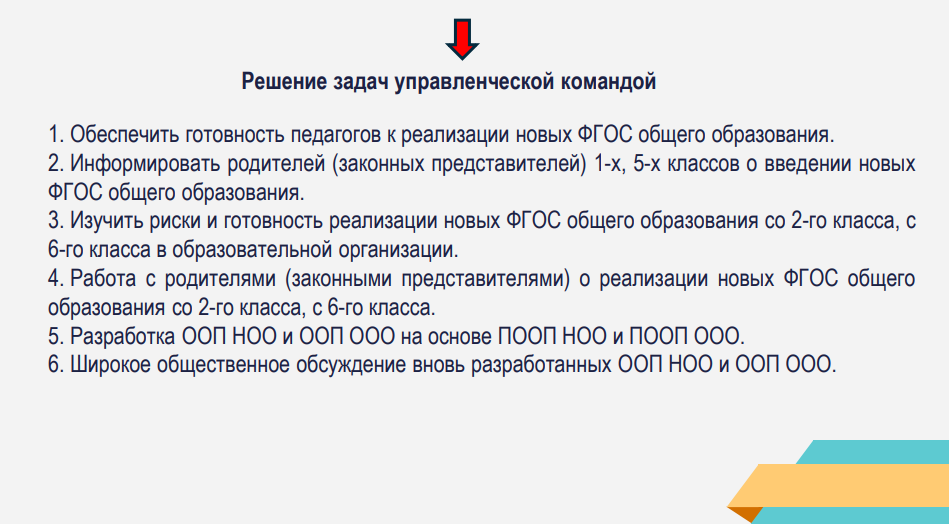 Решение задач управленческой командой
1. Обеспечить готовность педагогов к реализации новых ФГОС общего образования.
2. Информировать родителей (законных представителей) 1-х, 5-х классов о введении новых
ФГОС общего образования.
3. Изучить риски и готовность реализации новых ФГОС общего образования со 2-го класса, с
6-го класса в образовательной организации.
4. Работа с родителями (законными представителями) о реализации новых ФГОС общего
образования со 2-го класса, с 6-го класса.
5. Разработка ООП НОО и ООП ООО на основе ПООП НОО и ПООП ООО.
6. Широкое общественное обсуждение вновь разработанных ООП НОО и ООП ООО.